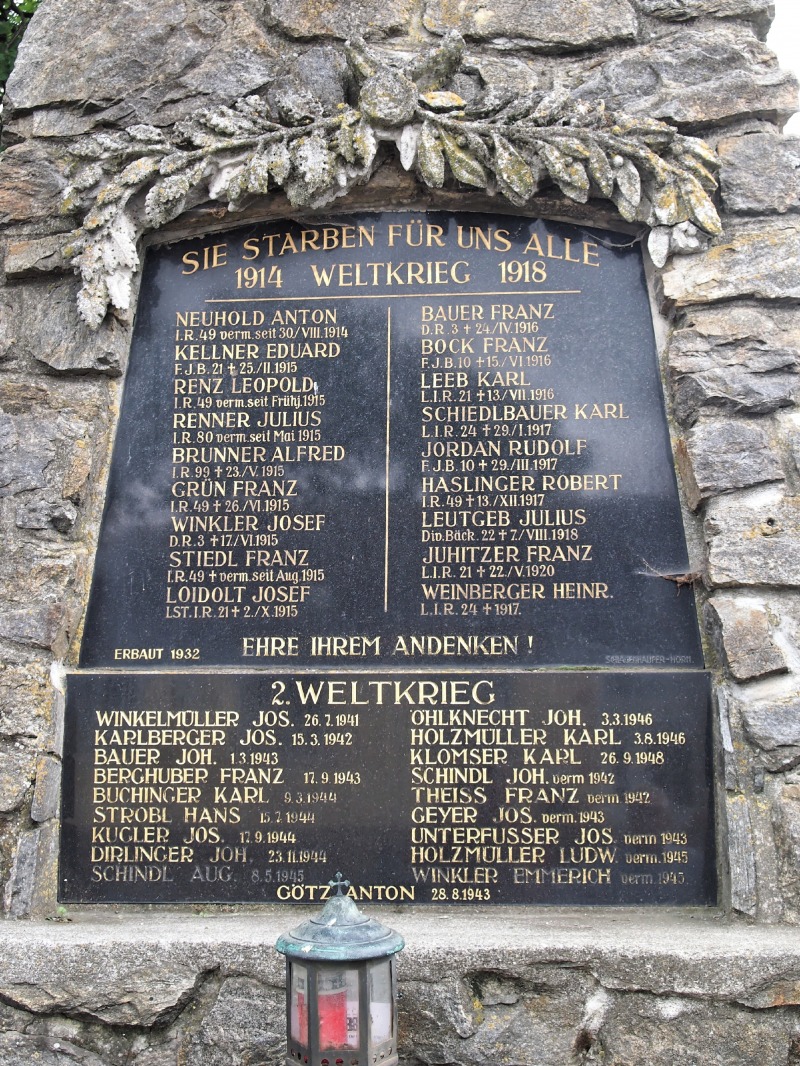 SIE STARBEN FÜR UNS ALLE
1914 WELTKRIEG 1918
NEUHOLD ANTON
I.R. 49 verm. seit 30/VIII. 1914
KELLNER EDUARD
F.J.B. 21 + 25./II. 1915
RENZ LEOPOLD
I.R. 49 verm. seit Frühj. 1915
RENNER JULIUS
I.R. 80 verm. seit Mai 1915
BRUNNER ALFRED
I.R. 99 + 23./V. 1915
GRÜN FRANZ
I.R. 49 + 26./VI. 1915
WINKLER JOSEF
D.R. 3 + 17./VI. 1915
STIEDL FRANZ
I.R. 49 + verm. seit Aug. 1915
LOIDOLT JOSEF
LST. I.R. 21 + 2./X. 1915
BAUER FRANZ
D.R. 3 + 24/IV. 1916
BOCK FRANZ
F.J.B. 10 + 15./VI. 1916
LEEB KARL
L.I.R. 21 + 13./VII. 1916
SCHIEDLBAUER KARL
L.I.R. 24 + 29./I. 1917
JORDAN RUDOLF
F.J.B. 10 + 29./III. 1917
HASLINGER ROBERT
I.R. 49 + 13./XII. 1917
LEUTGEB JULIUS
Div. Bäck. 22 + 7./VIII. 1918
JUHITZER FRANZ
L.I.R. 21 + 22./V. 1920
WEINBERGER HEINR.
L.I.R. 24 + 1917.
ERBAUT 1932 EHRE IHREM ANDENKEN !
2. WELTKRIEG
WINKELMÜLLER JOS. 26.7.1941
KARLBERGER JOS. 15.3.1942
BAUER JOH. 1.3.1943
BERGHUBER FRANZ 17.9.1943
BUCHINGER KARL 9.3.1944
STROBL HANS 15.7.1944
KUGLER JOS. 17.9.1944
DIRLINGER JOH. 23.11.1944
SCHINDL AUG. 8.5.1945
ÖHLKNECHT JOH. 3.3.1946
HOLZMÜLLER KARL 3.8.1946
KLOMSER KARL 26.9.1948
SCHINDL JOH. verm 1942
THEISS FRANZ verm. 1942
GEYER JOS. verm. 1943
UNTERFUSSER JOS. verm 1943
HOLZMÜLLER LUDW. verm. 1945
WINKLER EMMERICH verm. 1945.
GÖTZ ANTON 28.8.1943